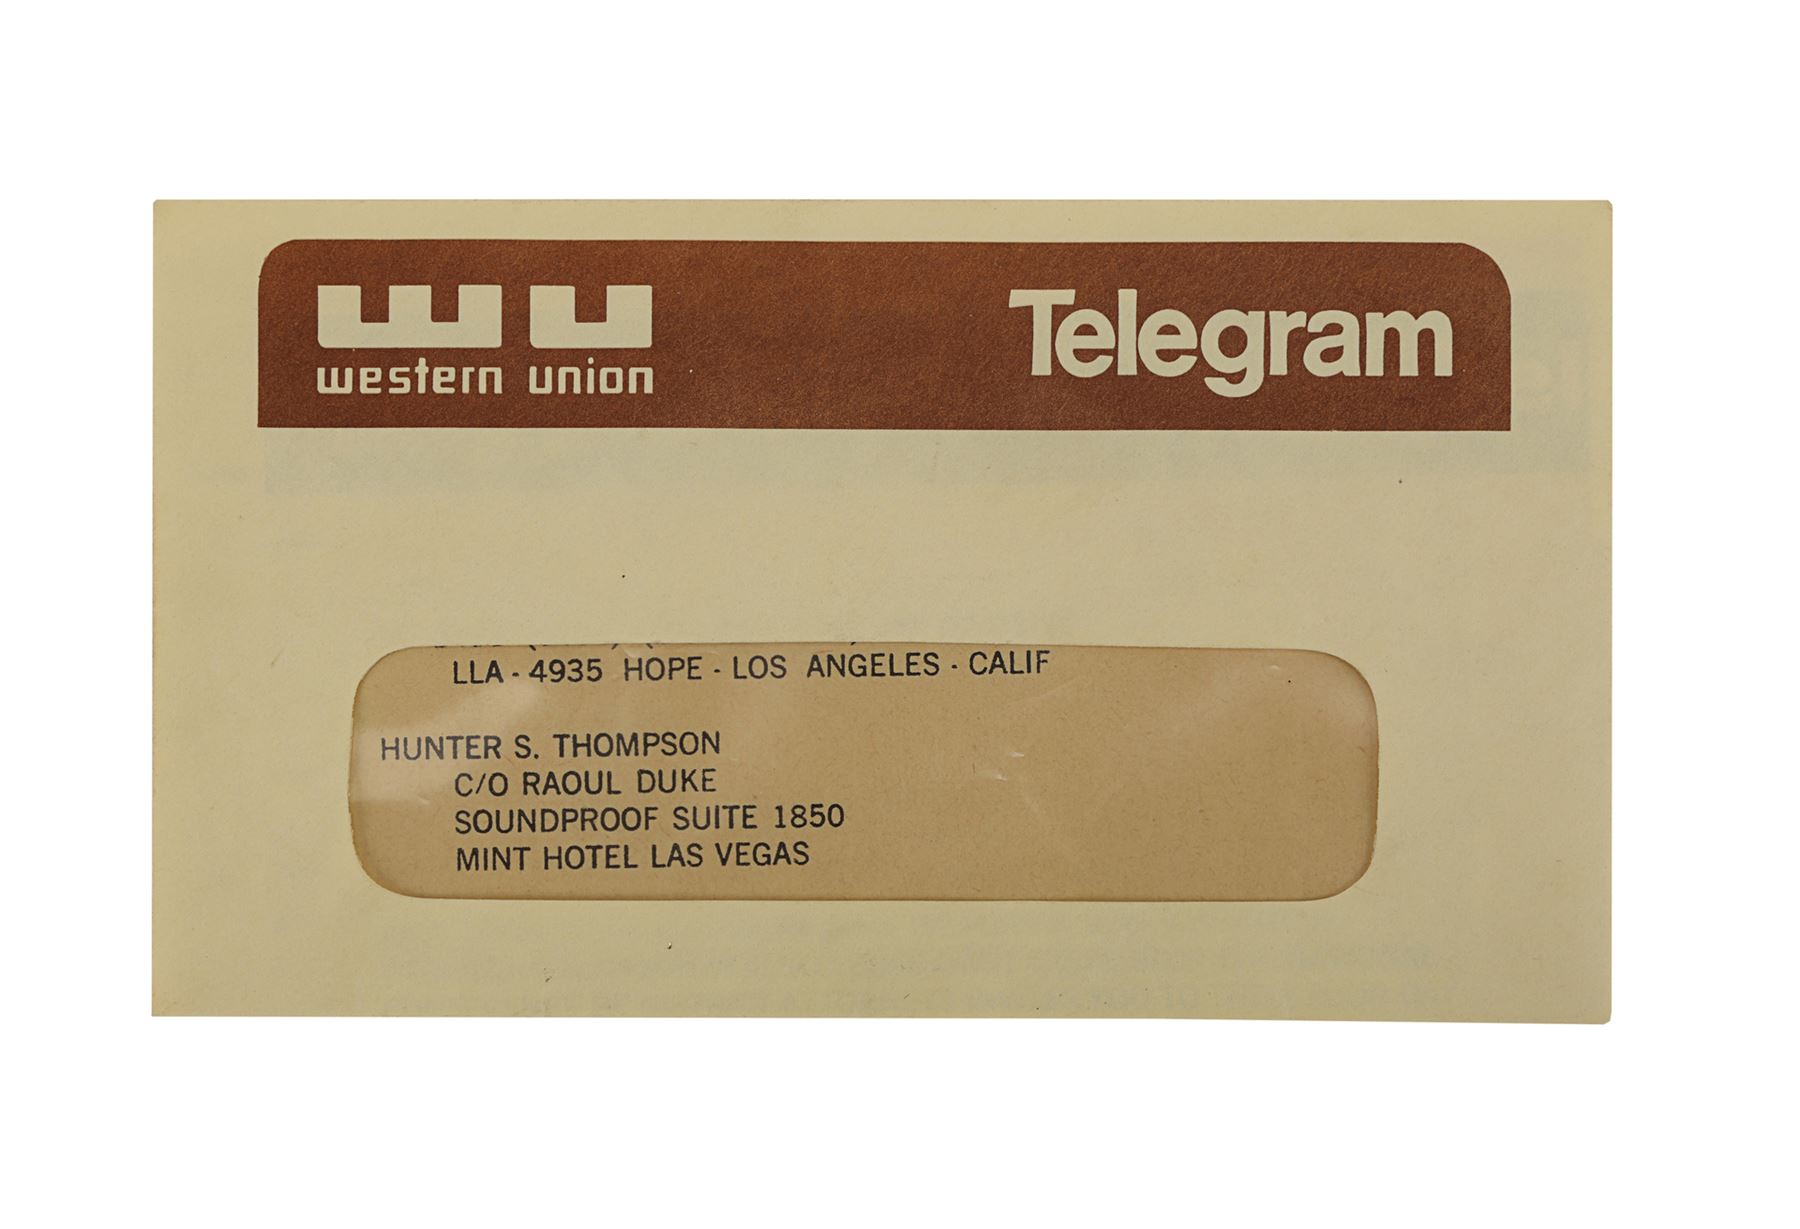 WU
western union
Telegram
LLA - 4935 HOPE - LOS ANGELES - CALIF
HUNTER S. THOMPSON
C/O RAOUL DUKE
SOUNDPROOF SUITE 1850
MINT HOTEL LAS VEGAS